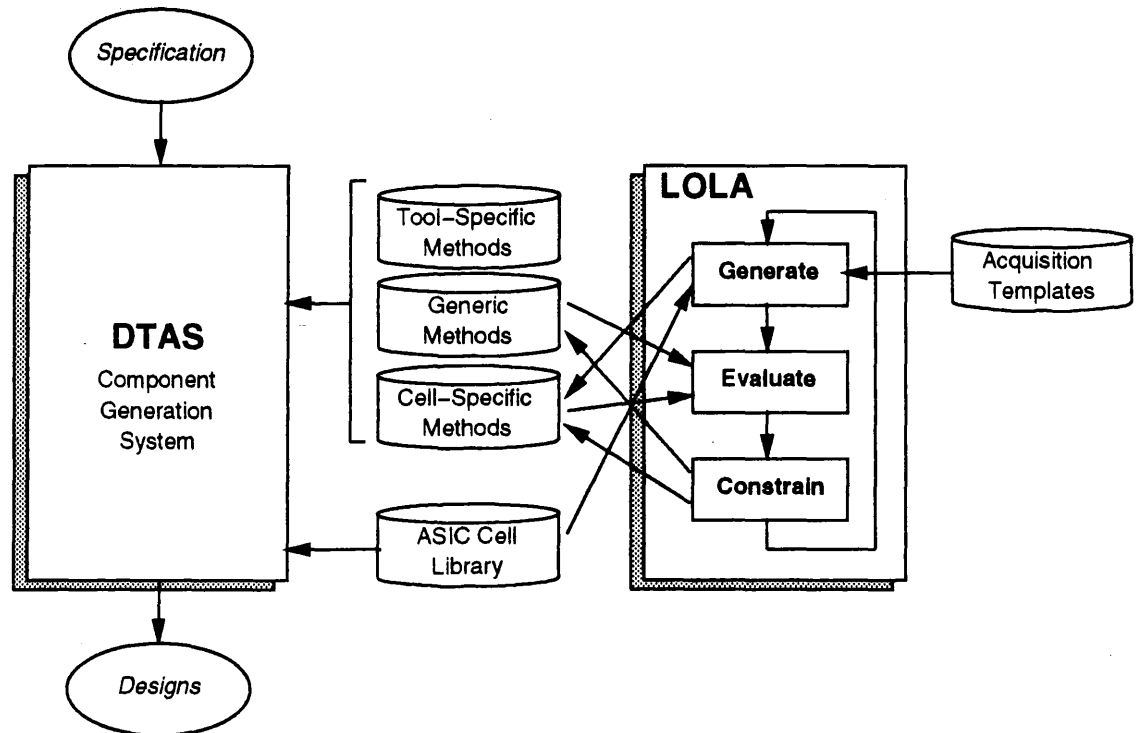 Specification
DTAS
Component
Generation
System
Designs
Tool-Specific
Methods
Generic
Methods
Cell-Specific
Methods
ASIC Cell
Library
LOLA
Generate
Evaluate
Constrain
Acquisition
Templates